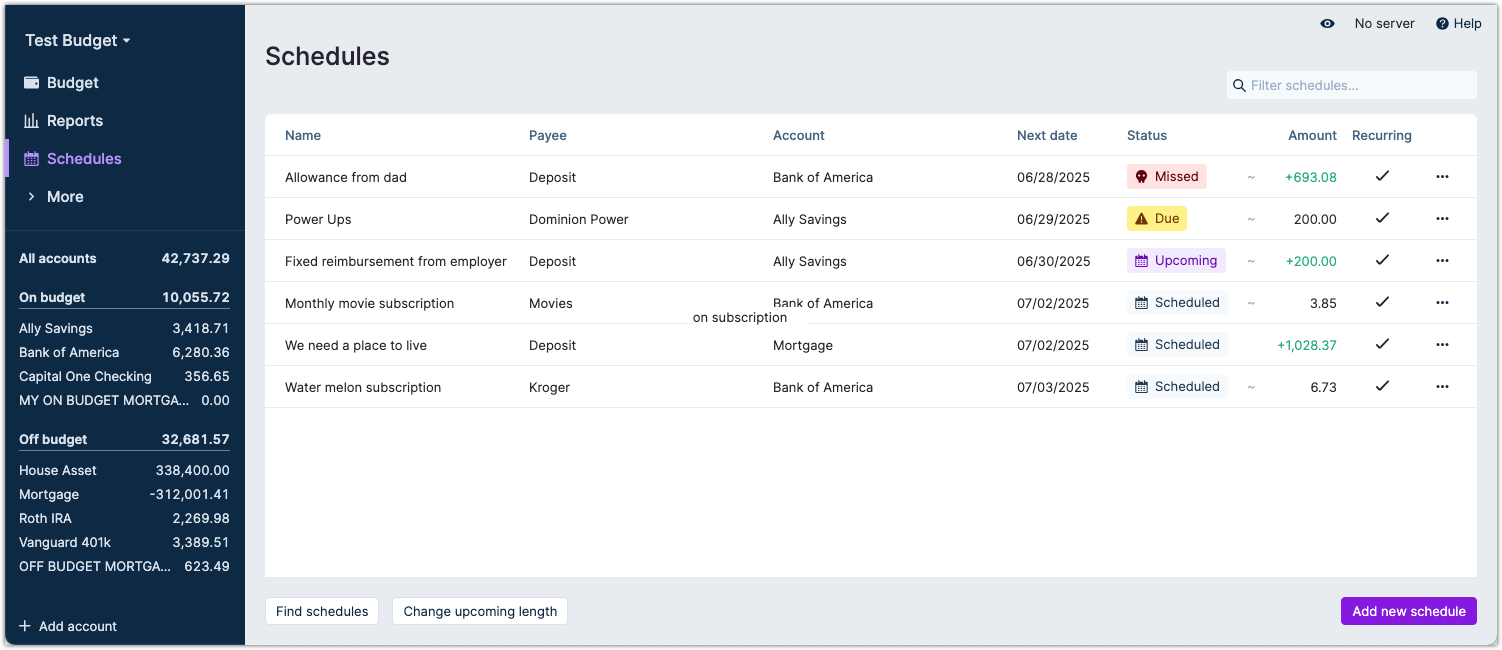 Test Budget
Budget
Reports
Schedules
More
All accounts 42,737.29
On budget 10,055.72
Ally Savings 3,418.71
Bank of America 6,280.36
Capital One Checking 356.65
MY ON BUDGET MORTGA... 0.00
Off budget 32,681.57
House Asset 338,400.00
Mortgage -312,001.41
Roth IRA 2,269.98
Vanguard 401k 3,389.51
OFF BUDGET MORTGA... 623.49
+ Add account
No server Help
Schedules
Filter schedules...
Name Payee Account Next date Status Amount Recurring
Allowance from dad Deposit Bank of America 06/28/2025 Missed ~ +693.08
Power Ups Dominion Power Ally Savings 06/29/2025 Due ~ 200.00
Fixed reimbursement from employer Deposit Ally Savings 06/30/2025 Upcoming ~ +200.00
Monthly movie subscription Movies Bank of America 07/02/2025 Scheduled ~ 3.85
on subscription
We need a place to live Deposit Mortgage 07/02/2025 Scheduled +1,028.37
Water melon subscription Kroger Bank of America 07/03/2025 Scheduled ~ 6.73
Find schedules Change upcoming length Add new schedule